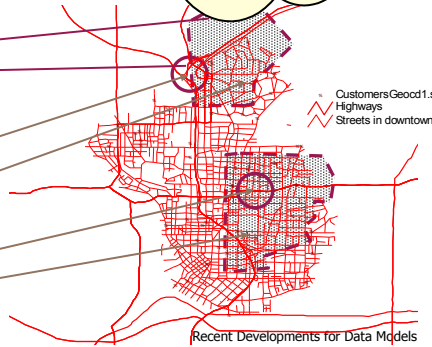 CustomersGeocd1.s
Highways
Streets in downtown
Recent Developments for Data Models